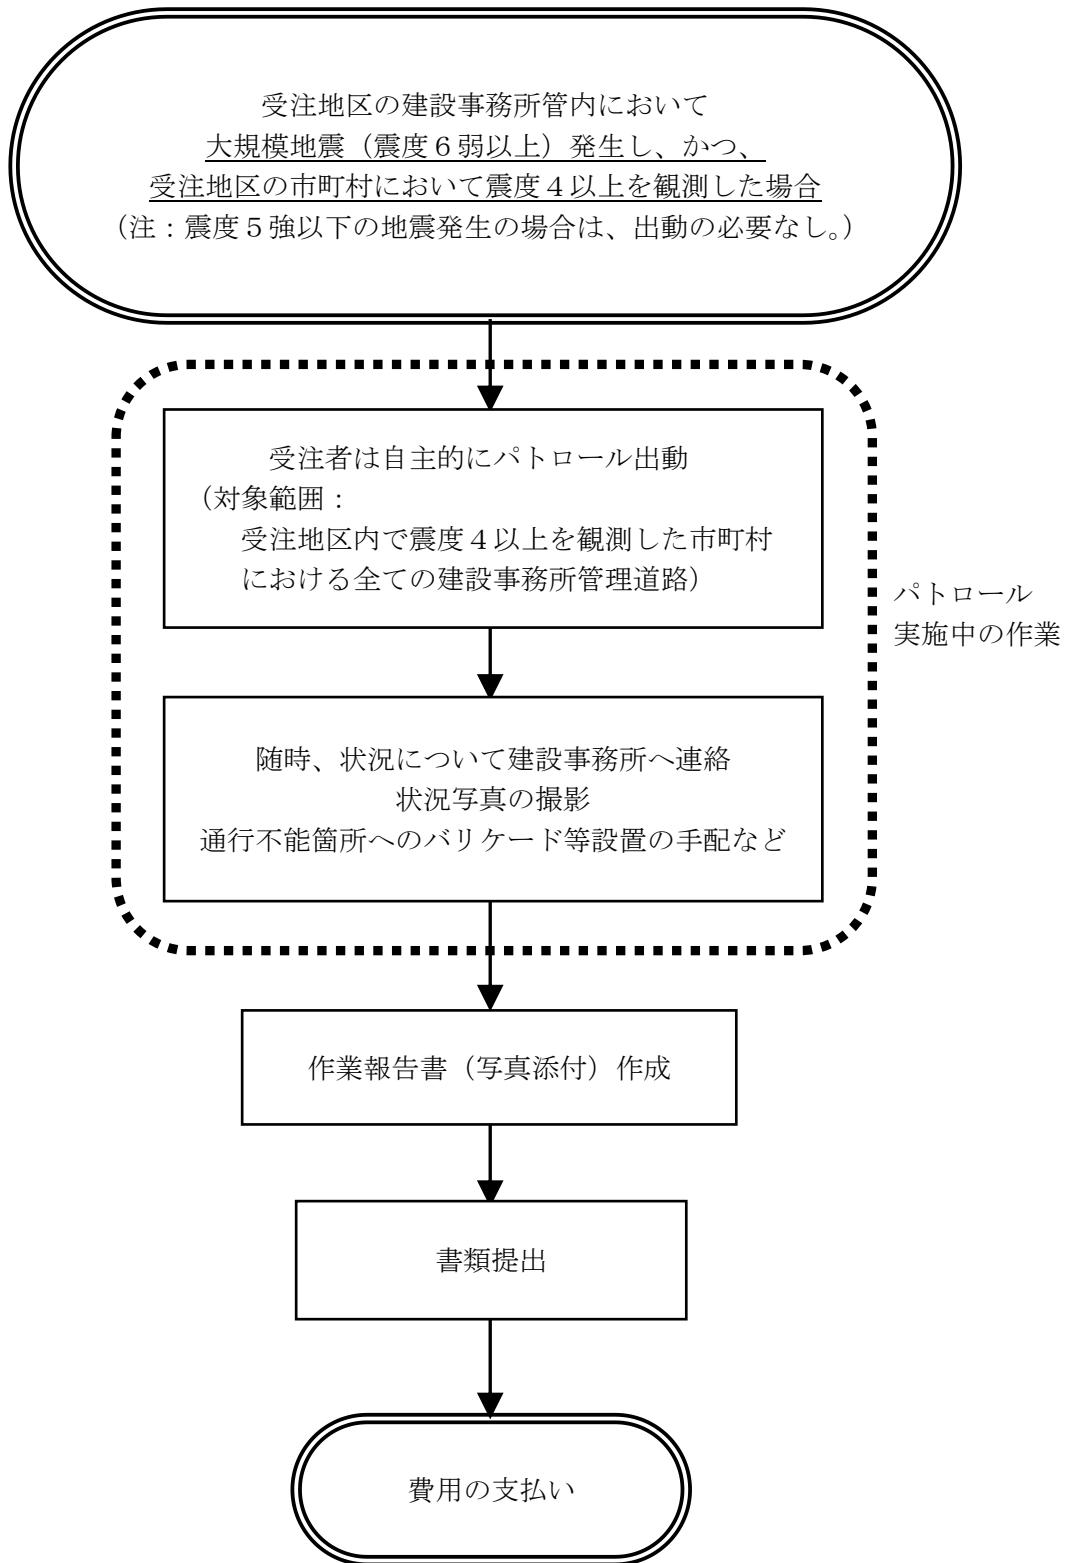 受注地区の建設事務所管内において
大規模地震（震度６弱以上）発生し、かつ、
受注地区の市町村において震度４以上を観測した場合
（注：震度５強以下の地震発生の場合は、出動の必要なし。）
受注者は自主的にパトロール出動
（対象範囲：
受注地区内で震度４以上を観測した市町村
における全ての建設事務所管理道路）
パトロール
実施中の作業
随時、状況について建設事務所へ連絡
状況写真の撮影
通行不能箇所へのバリケード等設置の手配など
作業報告書（写真添付）作成
書類提出
費用の支払い